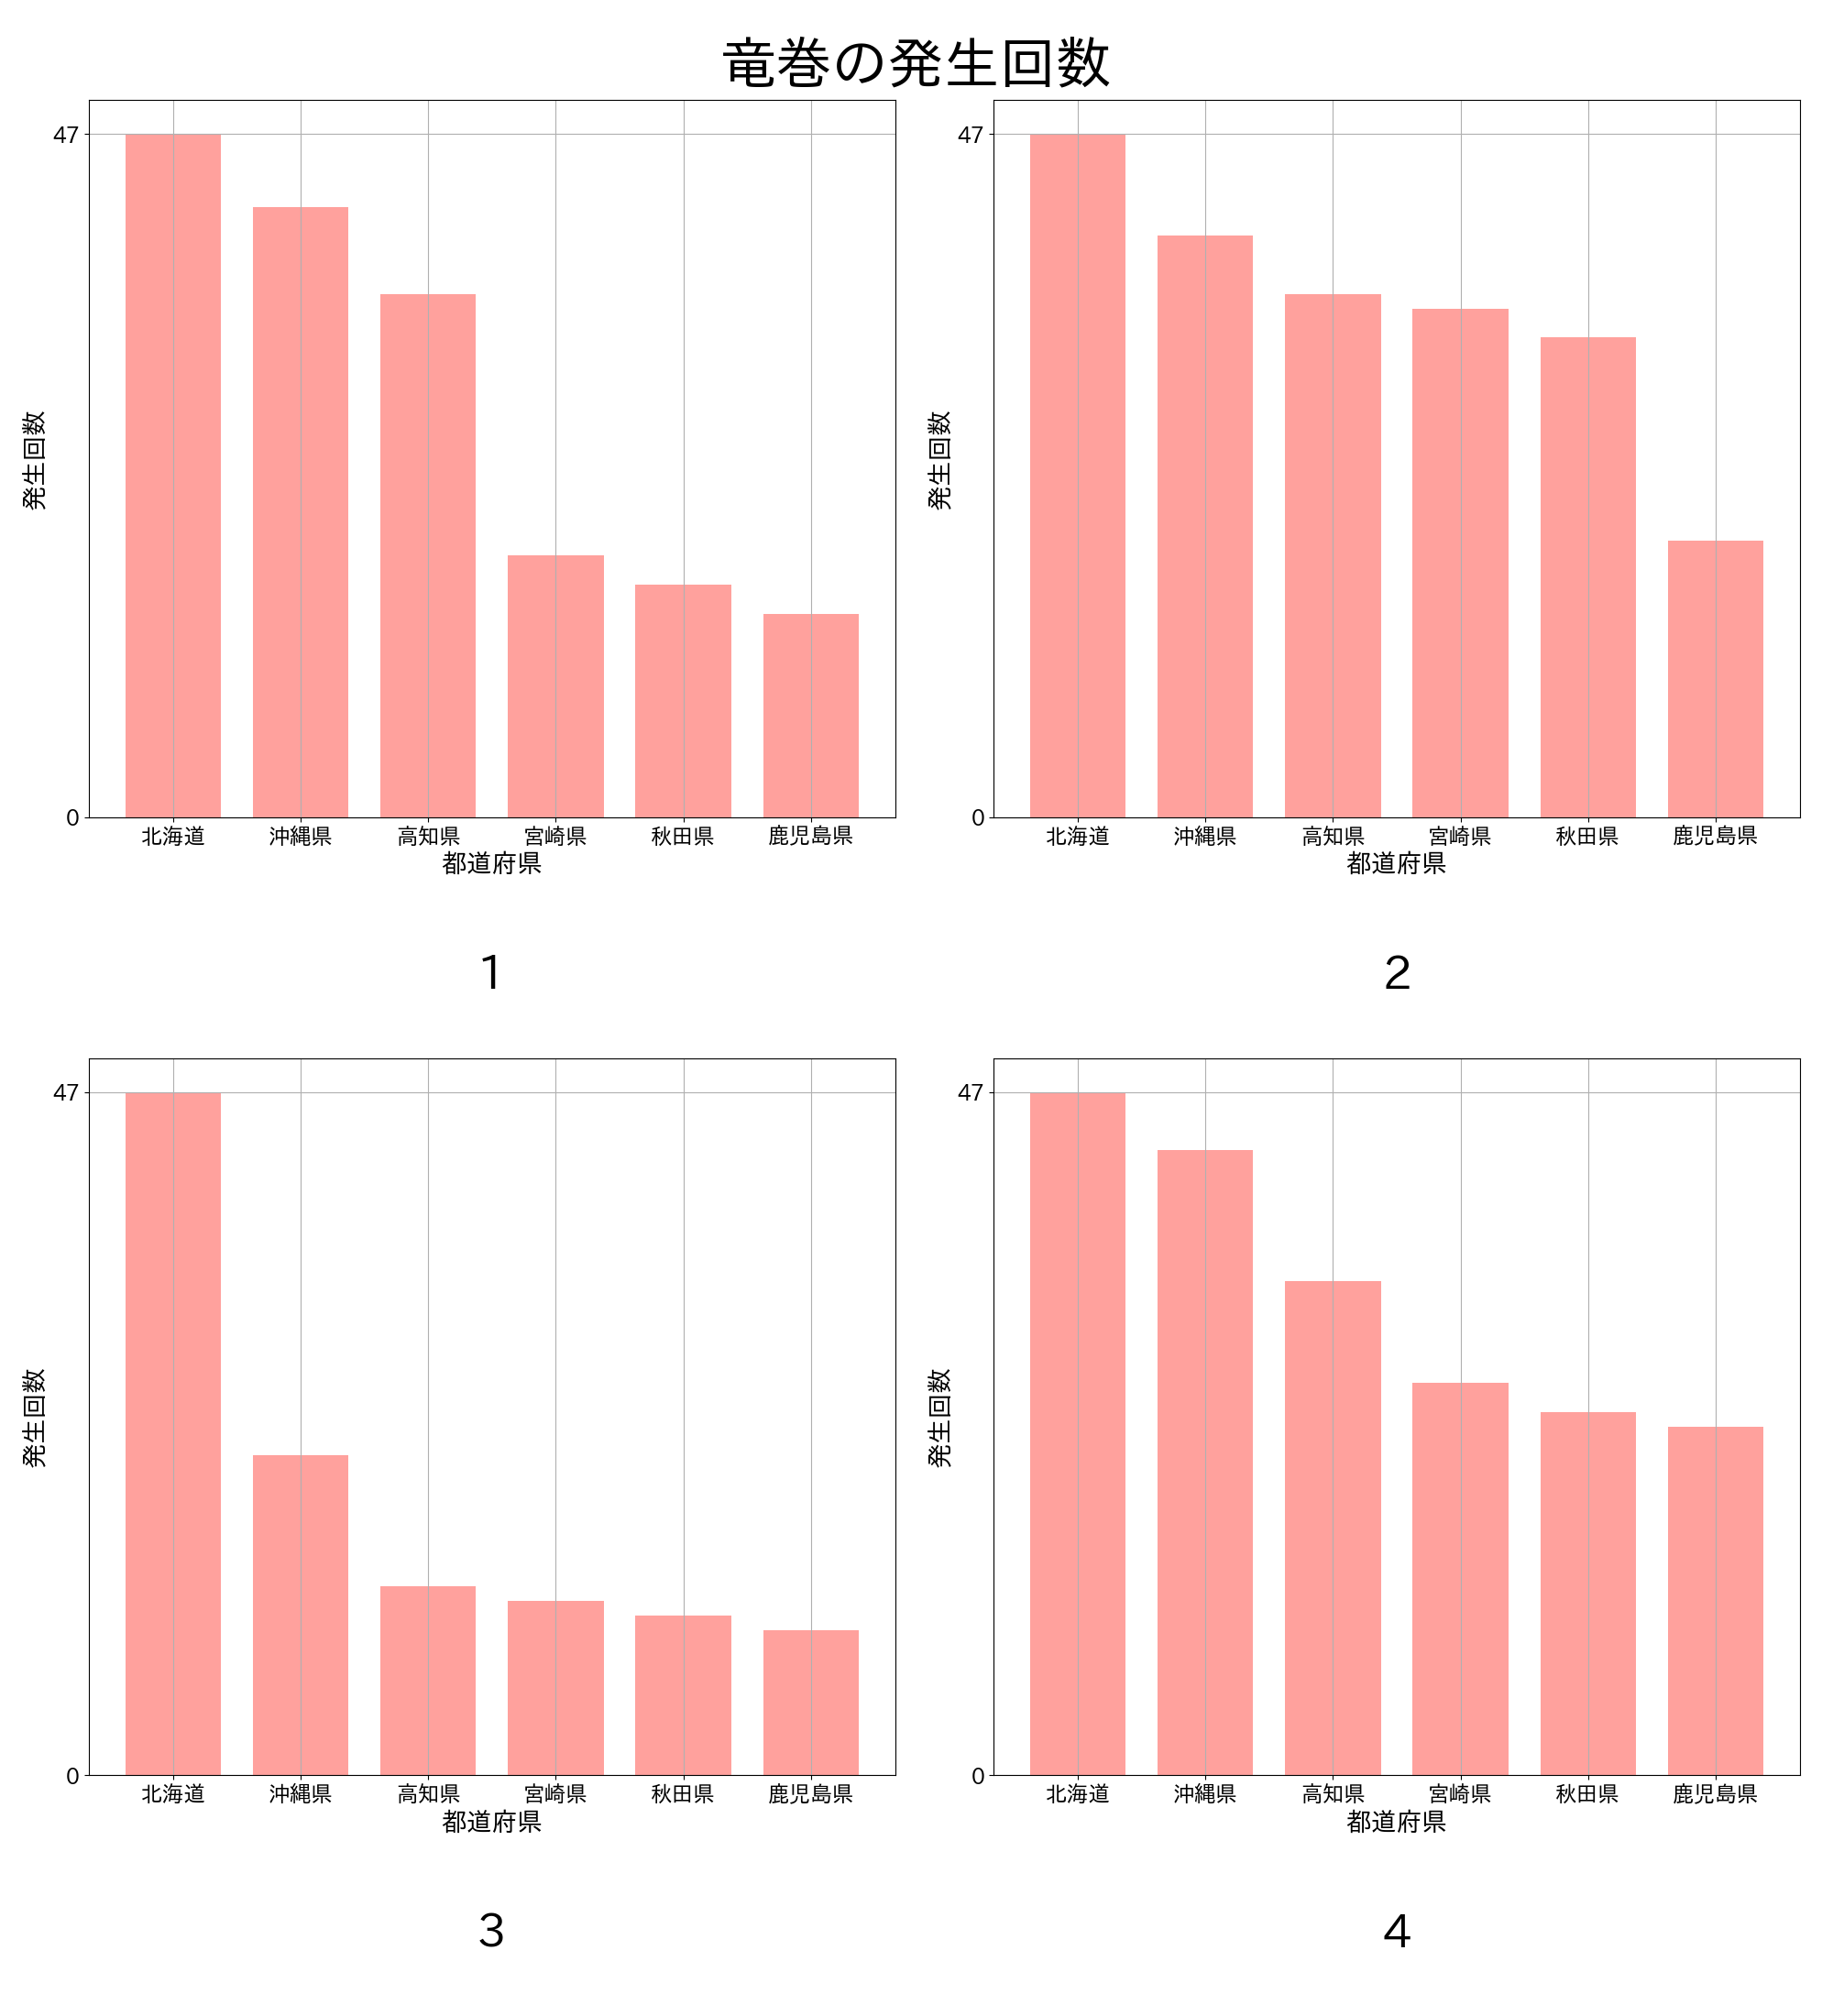 竜巻の発生回数
47
0
発生回数
北海道 沖縄県 高知県 宮崎県 秋田県 鹿児島県
都道府県
1
47
0
発生回数
北海道 沖縄県 高知県 宮崎県 秋田県 鹿児島県
都道府県
2
47
0
発生回数
北海道 沖縄県 高知県 宮崎県 秋田県 鹿児島県
都道府県
3
47
0
発生回数
北海道 沖縄県 高知県 宮崎県 秋田県 鹿児島県
都道府県
4